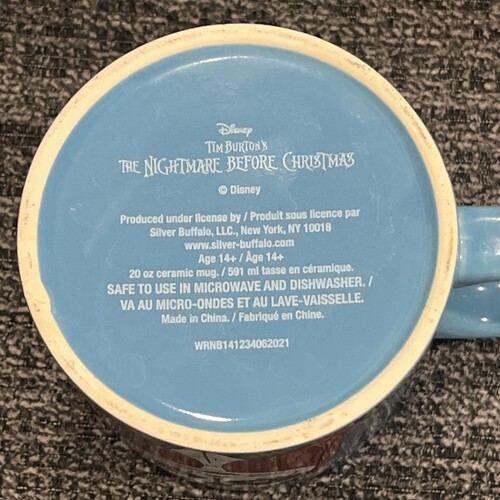 Disney
TIM BURTON'S
THE NIGHTMARE BEFORE CHRISTMAS
© Disney
Produced under license by / Produit sous licence par
Silver Buffalo, LLC., New York, NY 10018
www.silver-buffalo.com
Age 14+ / Âge 14+
20 oz ceramic mug. / 591 ml tasse en céramique.
SAFE TO USE IN MICROWAVE AND DISHWASHER. /
VA AU MICRO-ONDES ET AU LAVE-VAISSELLE.
Made in China. / Fabriqué en Chine.
WRNB141234062021